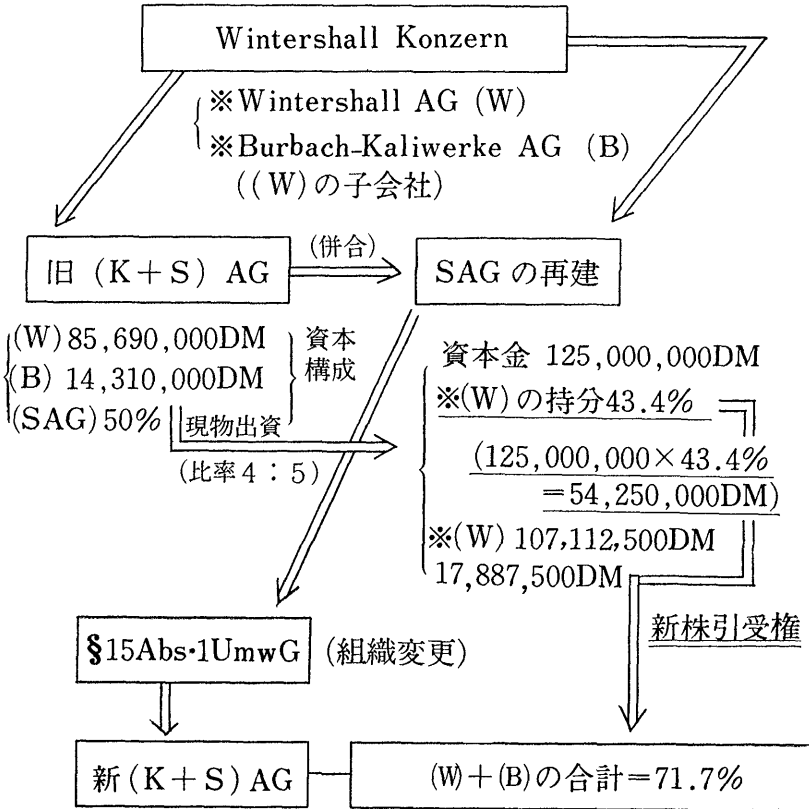 Wintershall Konzern
※Wintershall AG (W)
※Burbach-Kaliwerke AG (B)
((W)の子会社)
旧(K+S)AG
(併合)
SAGの再建
(W)85,690,000DM
(B) 14,310,000DM
(SAG)50%
資本
構成
現物出資
(比率4:5)
資本金 125,000,000DM
※(W)の持分43.4%
(125,000,000×43.4%
=54,250,000DM)
※(W) 107,112,500DM
17,887,500DM
新株引受権
§15Abs・1UmwG (組織変更)
新(K+S)AG
(W)+(B)の合計=71.7%